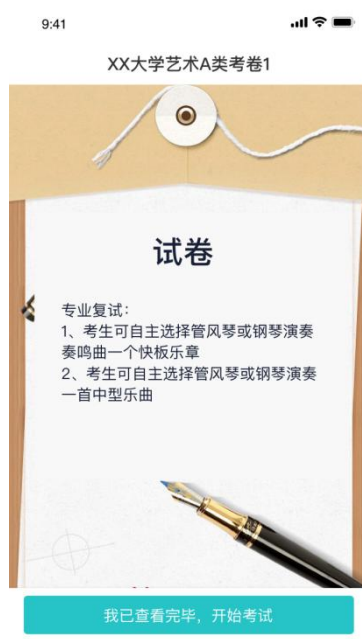 9:41
XX大学艺术A类考卷1
试卷
专业复试：
1、考生可自主选择管风琴或钢琴演奏
奏鸣曲一个快板乐章
2、考生可自主选择管风琴或钢琴演奏
一首中型乐曲
我已查看完毕，开始考试